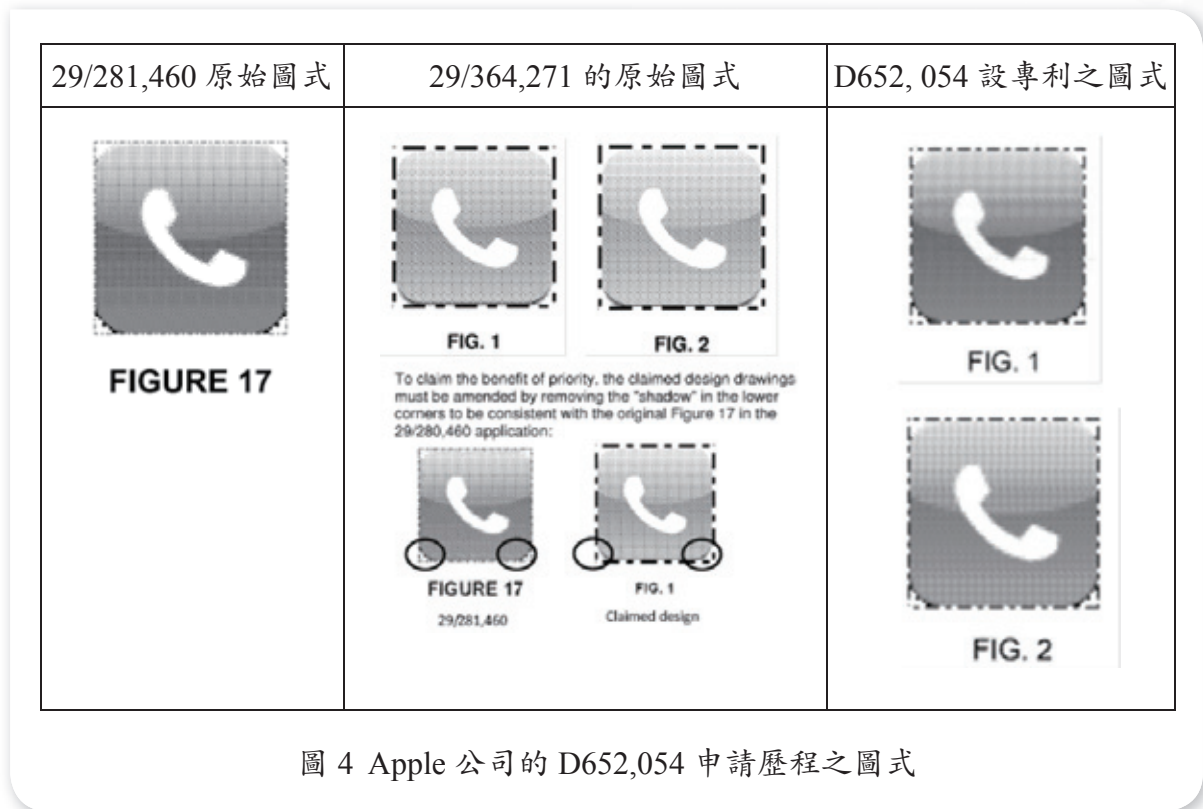 29/281,460 原始圖式
29/364,271 的原始圖式
D652, 054 設專利之圖式
FIGURE 17
FIG. 1
FIG. 2
To claim the benefit of priority, the claimed design drawings
must be amended by removing the "shadow" in the lower
corners to be consistent with the original Figure 17 in the
29/280,460 application:
FIGURE 17
29/281,460
FIG. 1
Claimed design
FIG. 1
FIG. 2
圖 4 Apple 公司的 D652,054 申請歷程之圖式